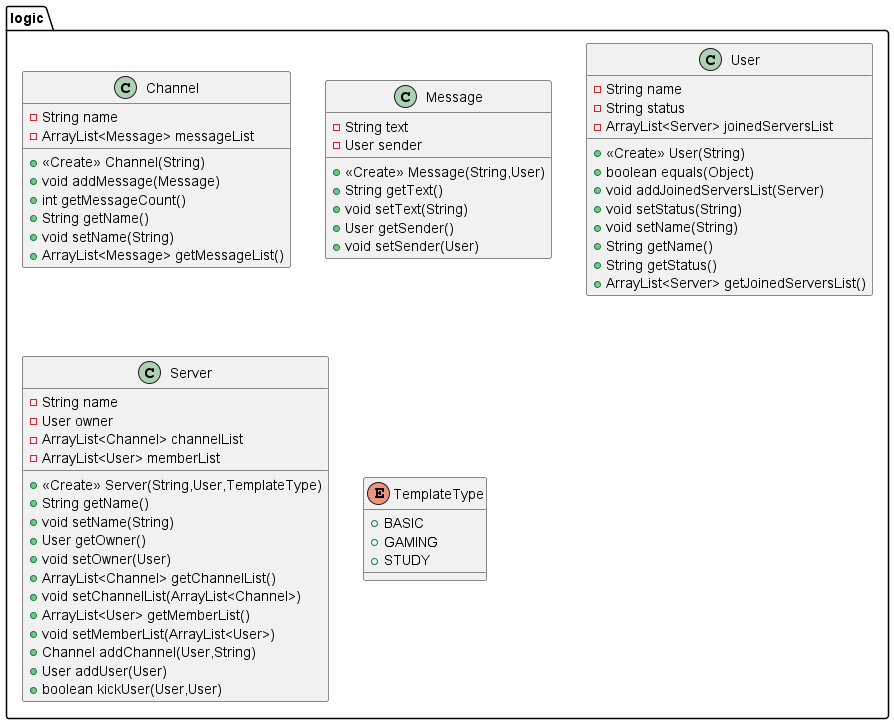 logic
C Channel
String name
ArrayList<Message> messageList
«Create» Channel(String)
void addMessage(Message)
int getMessageCount()
String getName()
void setName(String)
ArrayList<Message> getMessageList()
C Message
String text
User sender
«Create» Message(String,User)
String getText()
void setText(String)
User getSender()
void setSender(User)
C User
String name
String status
ArrayList<Server> joinedServersList
«Create» User(String)
boolean equals(Object)
void addJoinedServersList(Server)
void setStatus(String)
void setName(String)
String getName()
String getStatus()
ArrayList<Server> getJoinedServersList()
C Server
String name
User owner
ArrayList<Channel> channelList
ArrayList<User> memberList
«Create» Server(String,User,TemplateType)
String getName()
void setName(String)
User getOwner()
void setOwner(User)
ArrayList<Channel> getChannelList()
void setChannelList(ArrayList<Channel>)
ArrayList<User> getMemberList()
void setMemberList(ArrayList<User>)
Channel addChannel(User,String)
User addUser(User)
boolean kickUser(User,User)
E TemplateType
BASIC
GAMING
STUDY